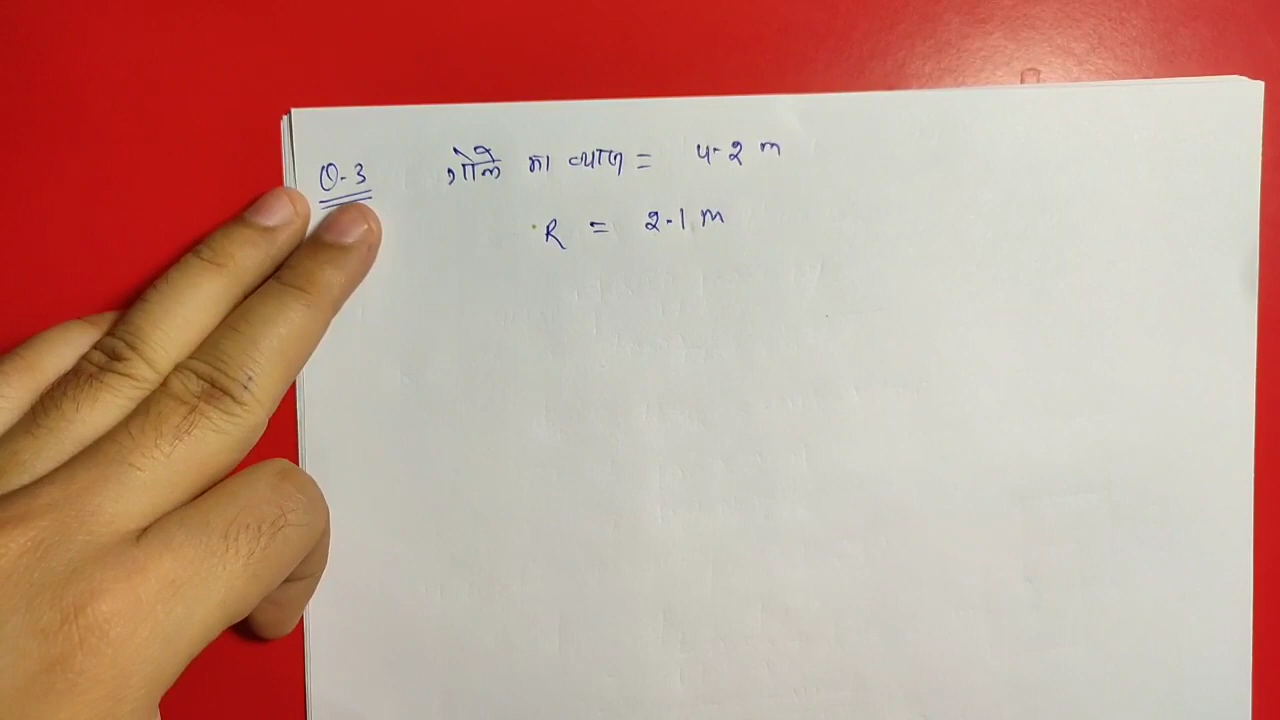 Q-3 गोले का व्यास = 4.2 m
R = 2.1 m